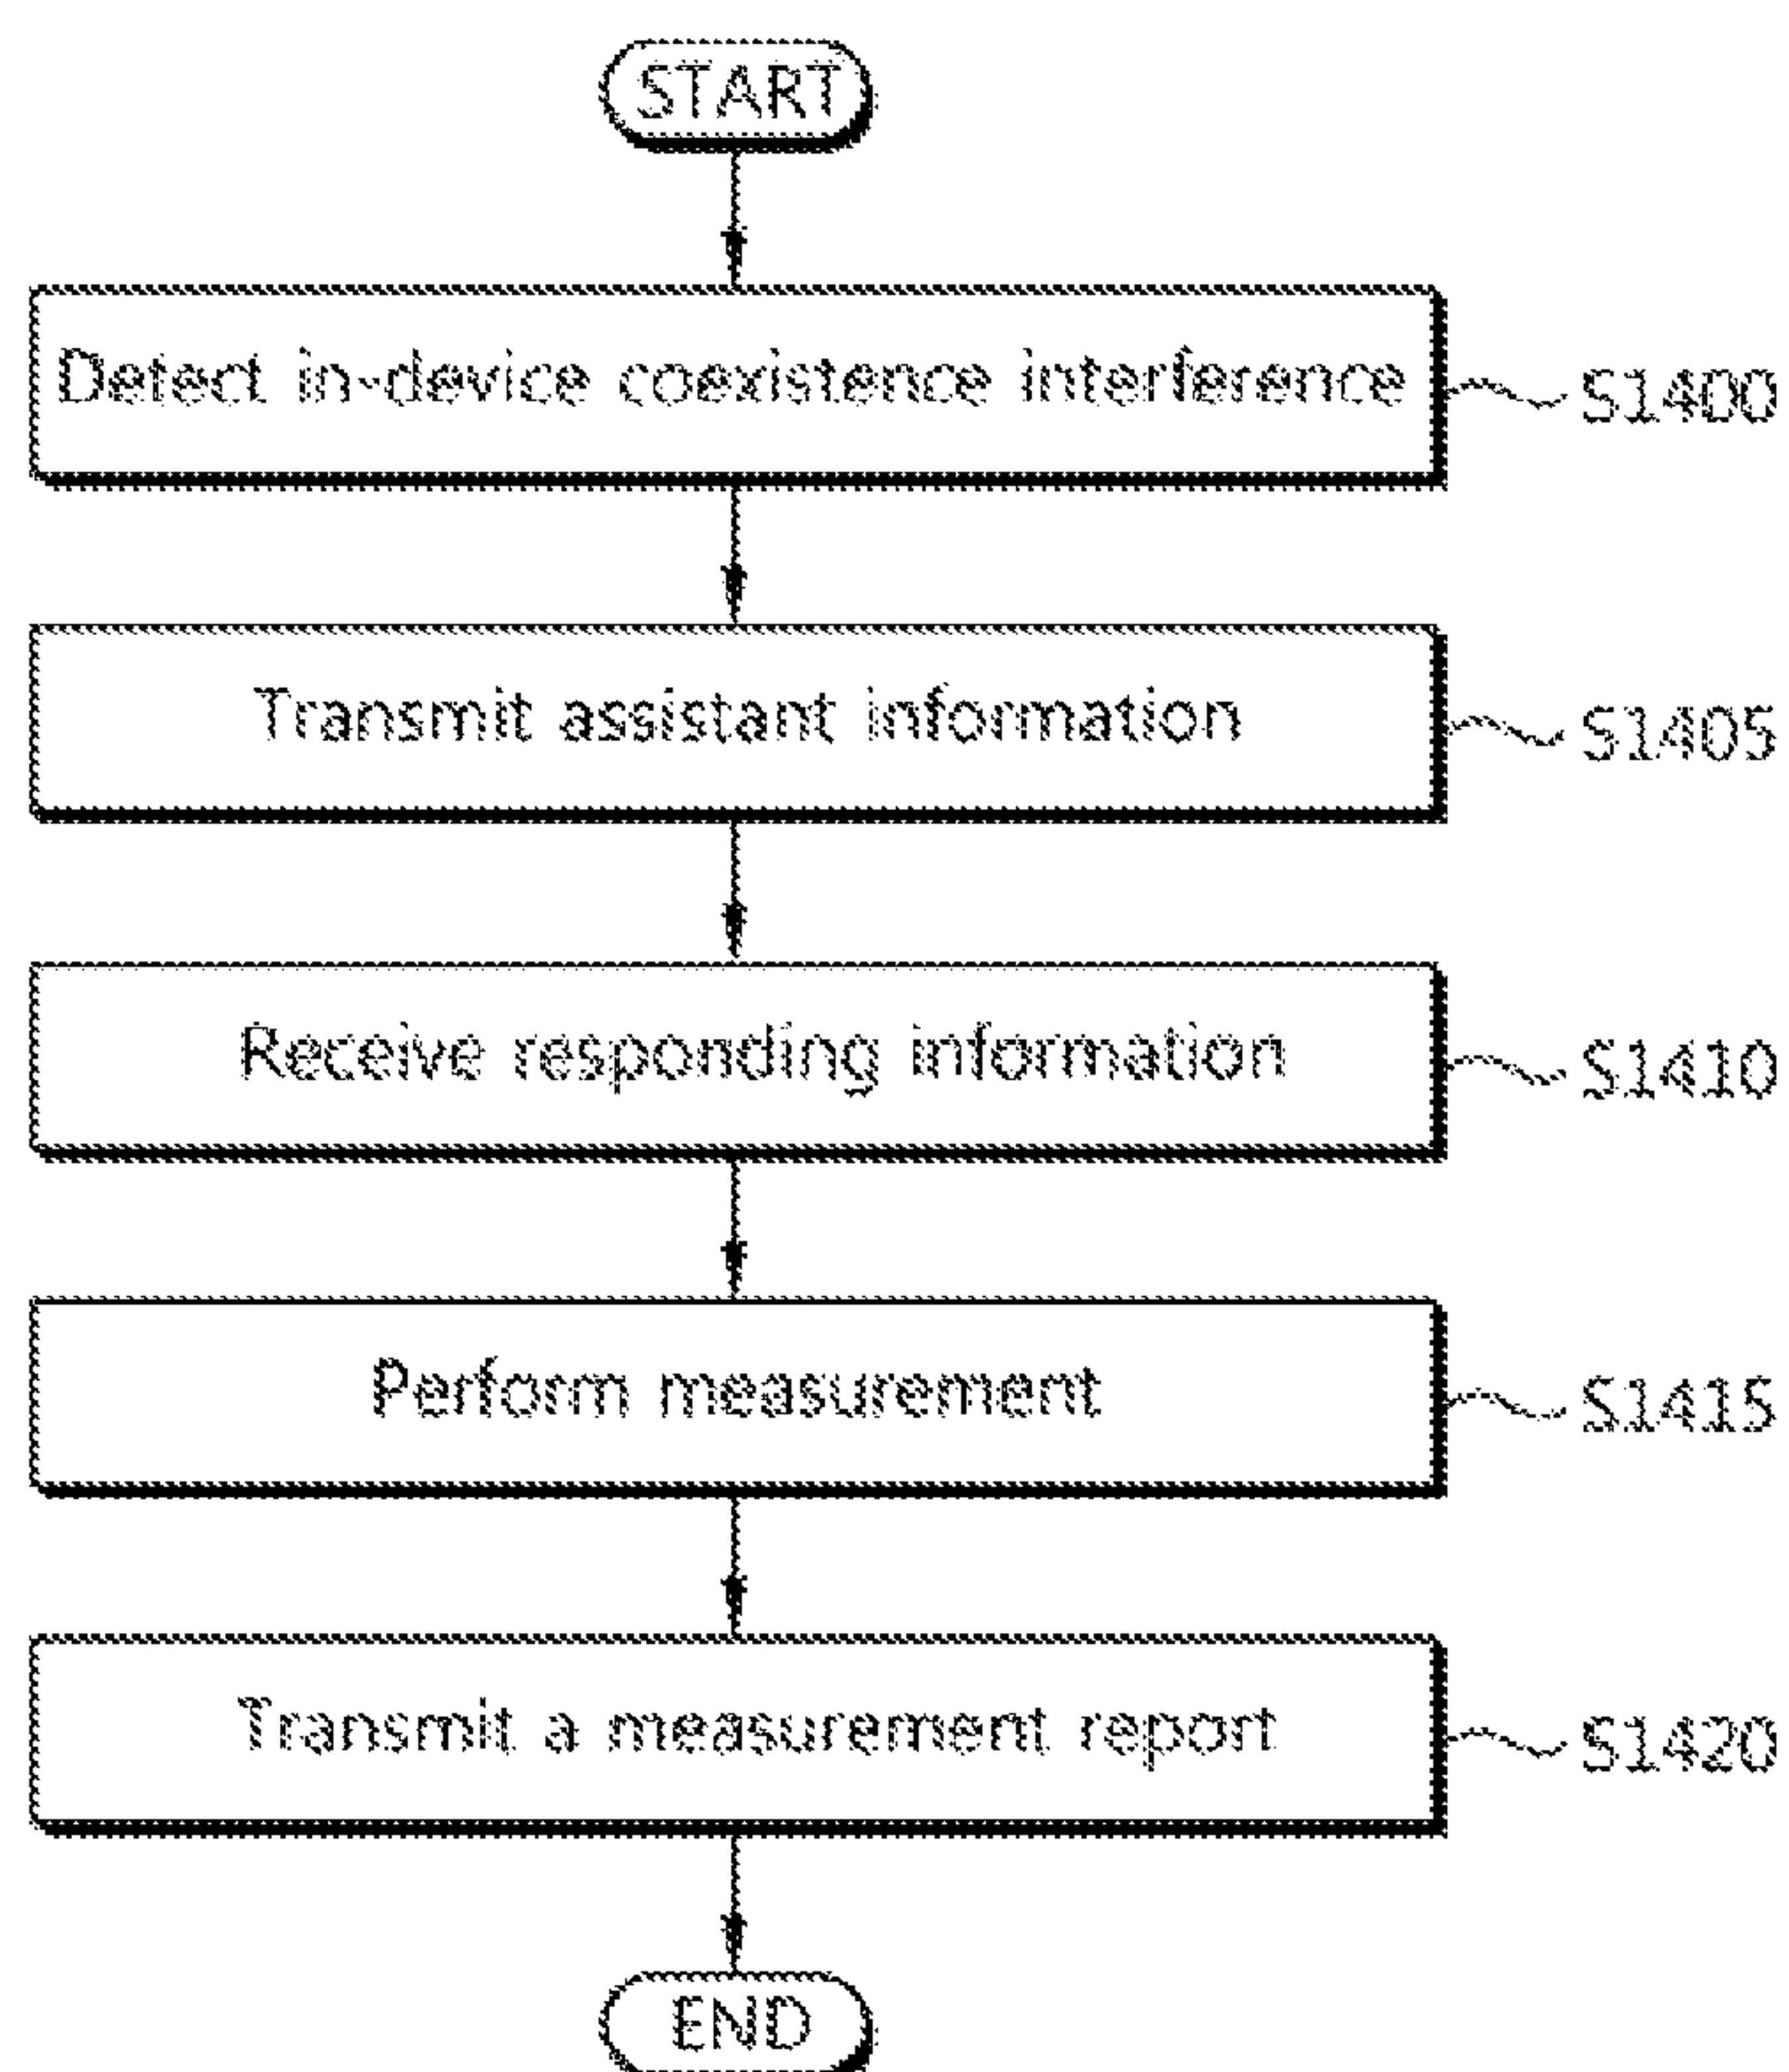 START
Detect in-device coexistence interference
S1400
Transmit assistant information
S1405
Receive responding information
S1410
Perform measurement
S1415
Transmit a measurement report
S1420
END